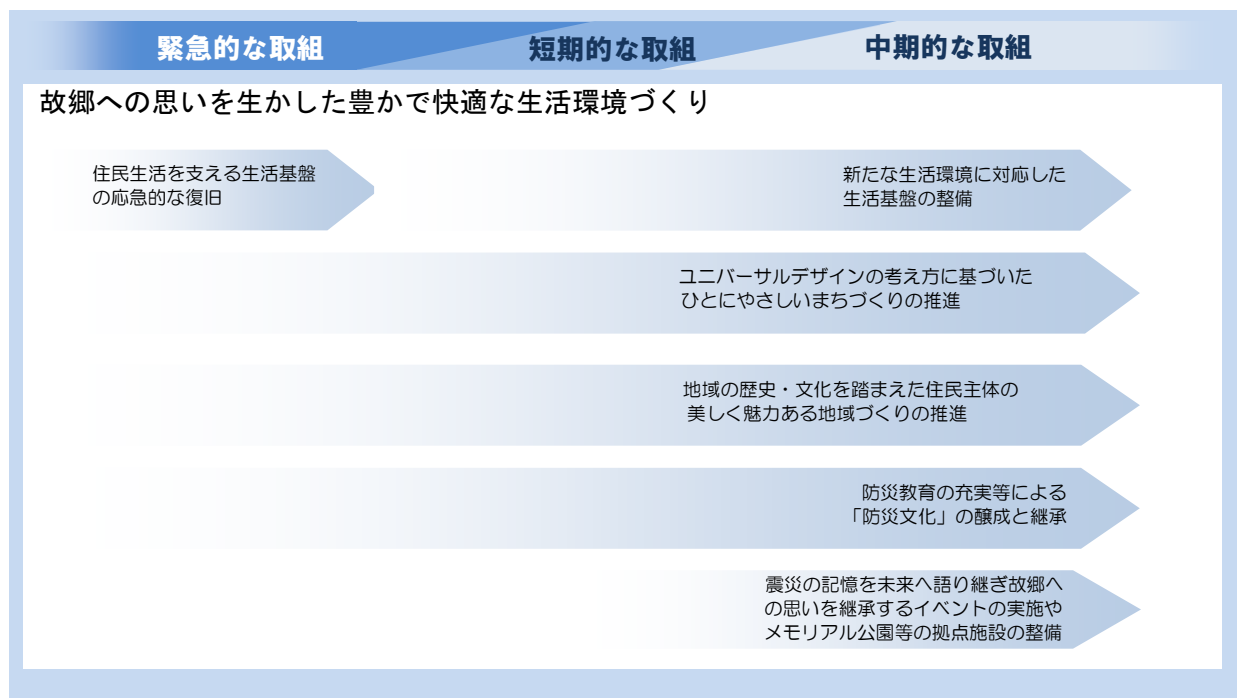 緊急的な取組
短期的な取組
中期的な取組
故郷への思いを生かした豊かで快適な生活環境づくり
住民生活を支える生活基盤
の応急的な復旧
新たな生活環境に対応した
生活基盤の整備
ユニバーサルデザインの考え方に基づいた
ひとにやさしいまちづくりの推進
地域の歴史・文化を踏まえた住民主体の
美しく魅力ある地域づくりの推進
防災教育の充実等による
「防災文化」の醸成と継承
震災の記憶を未来へ語り継ぎ故郷へ
の思いを継承するイベントの実施や
メモリアル公園等の拠点施設の整備